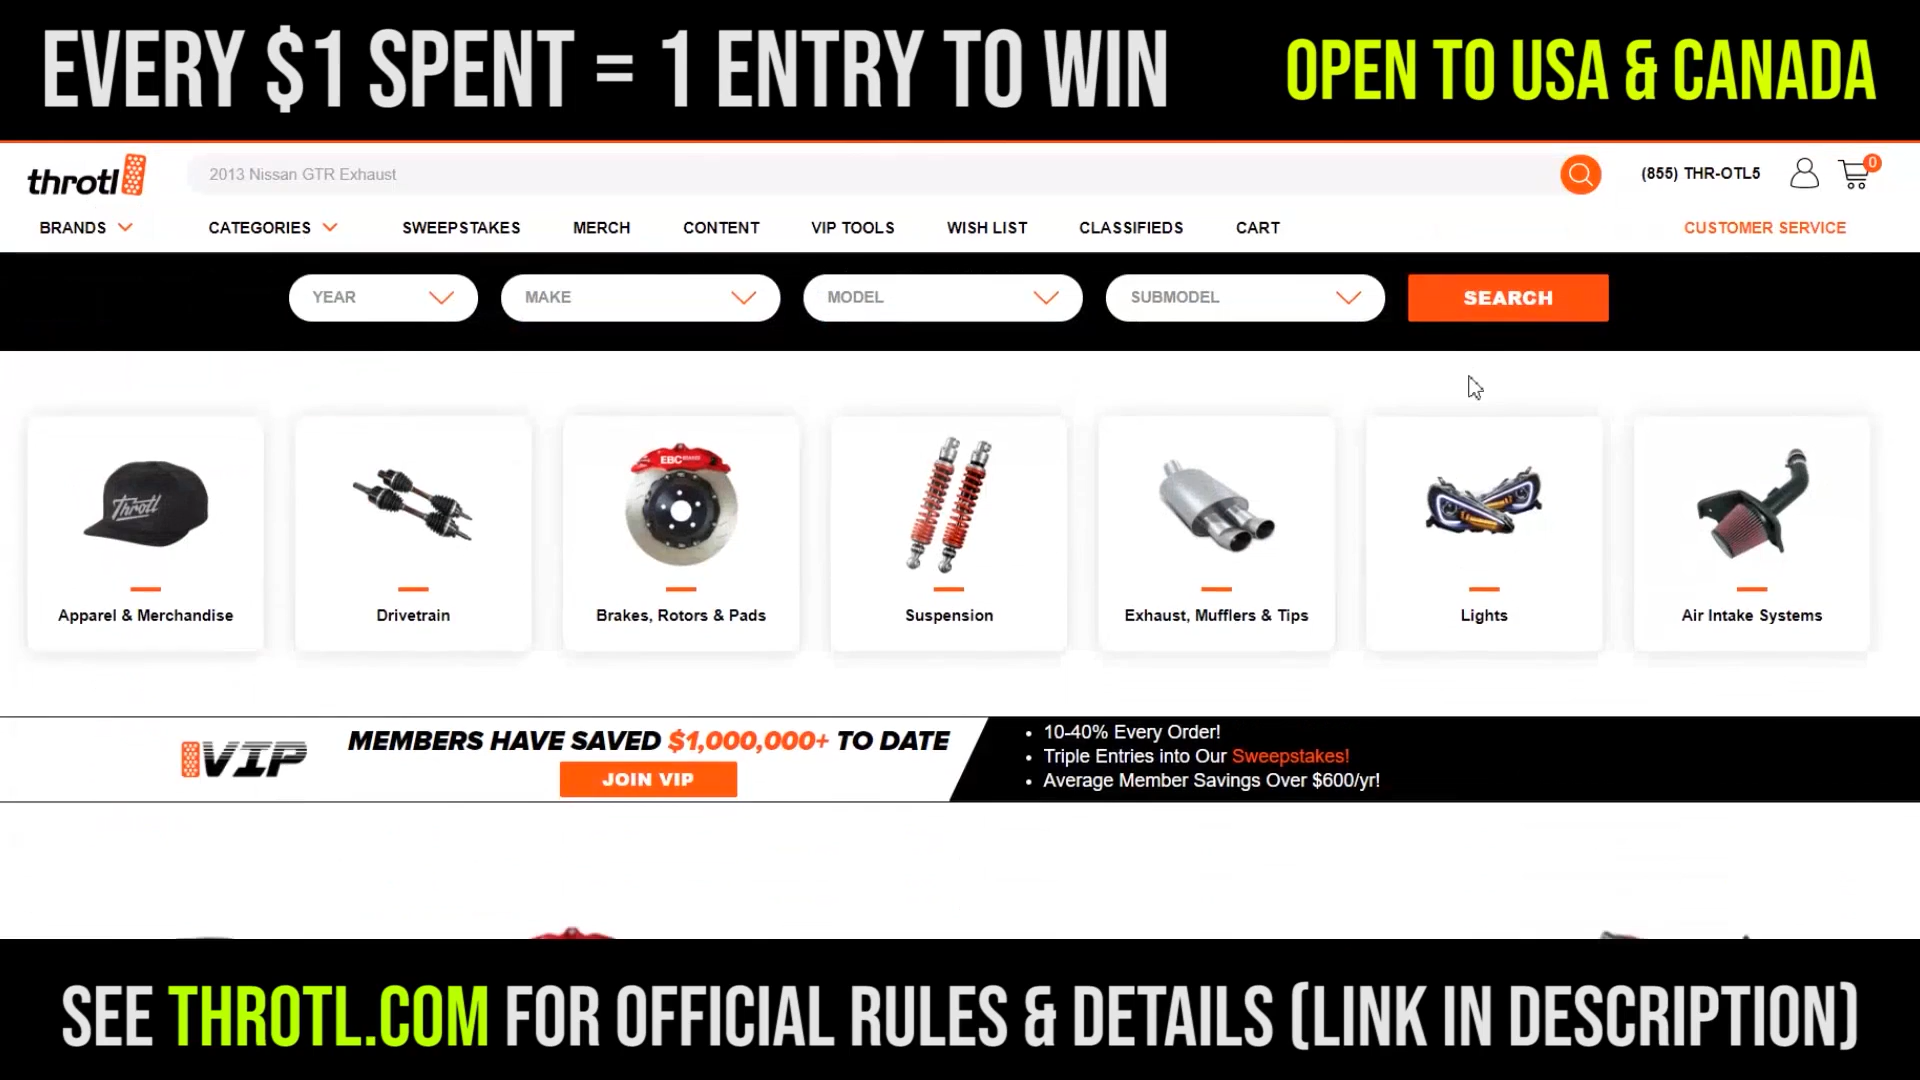 EVERY $1 SPENT = 1 ENTRY TO WIN
OPEN TO USA & CANADA
throtl
2013 Nissan GTR Exhaust
(855) THR-OTL5
0
BRANDS
CATEGORIES
SWEEPSTAKES
MERCH
CONTENT
VIP TOOLS
WISH LIST
CLASSIFIEDS
CART
CUSTOMER SERVICE
YEAR
MAKE
MODEL
SUBMODEL
SEARCH
Throtl
EBC BRAKES
Apparel & Merchandise
Drivetrain
Brakes, Rotors & Pads
Suspension
Exhaust, Mufflers & Tips
Lights
Air Intake Systems
VIP
MEMBERS HAVE SAVED $1,000,000+ TO DATE
JOIN VIP
• 10-40% Every Order!
• Triple Entries into Our Sweepstakes!
• Average Member Savings Over $600/yr!
SEE THROTL.COM FOR OFFICIAL RULES & DETAILS (LINK IN DESCRIPTION)